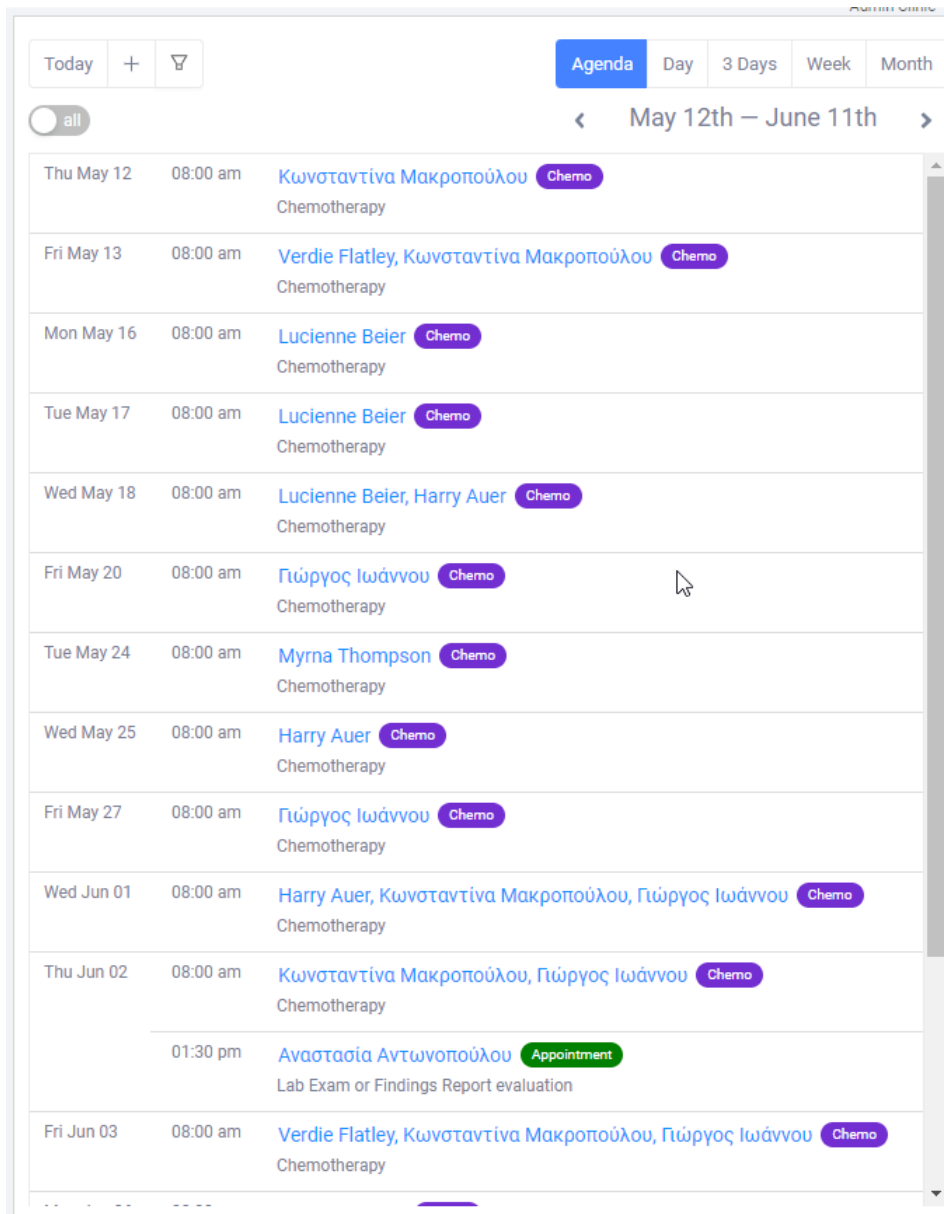 Admin Clinic
Today + Agenda Day 3 Days Week Month
all May 12th — June 11th
Thu May 12 08:00 am Κωνσταντίνα Μακροπούλου Chemo
Chemotherapy
Fri May 13 08:00 am Verdie Flatley, Κωνσταντίνα Μακροπούλου Chemo
Chemotherapy
Mon May 16 08:00 am Lucienne Beier Chemo
Chemotherapy
Tue May 17 08:00 am Lucienne Beier Chemo
Chemotherapy
Wed May 18 08:00 am Lucienne Beier, Harry Auer Chemo
Chemotherapy
Fri May 20 08:00 am Γιώργος Ιωάννου Chemo
Chemotherapy
Tue May 24 08:00 am Myrna Thompson Chemo
Chemotherapy
Wed May 25 08:00 am Harry Auer Chemo
Chemotherapy
Fri May 27 08:00 am Γιώργος Ιωάννου Chemo
Chemotherapy
Wed Jun 01 08:00 am Harry Auer, Κωνσταντίνα Μακροπούλου, Γιώργος Ιωάννου Chemo
Chemotherapy
Thu Jun 02 08:00 am Κωνσταντίνα Μακροπούλου, Γιώργος Ιωάννου Chemo
Chemotherapy
01:30 pm Αναστασία Αντωνοπούλου Appointment
Lab Exam or Findings Report evaluation
Fri Jun 03 08:00 am Verdie Flatley, Κωνσταντίνα Μακροπούλου, Γιώργος Ιωάννου Chemo
Chemotherapy